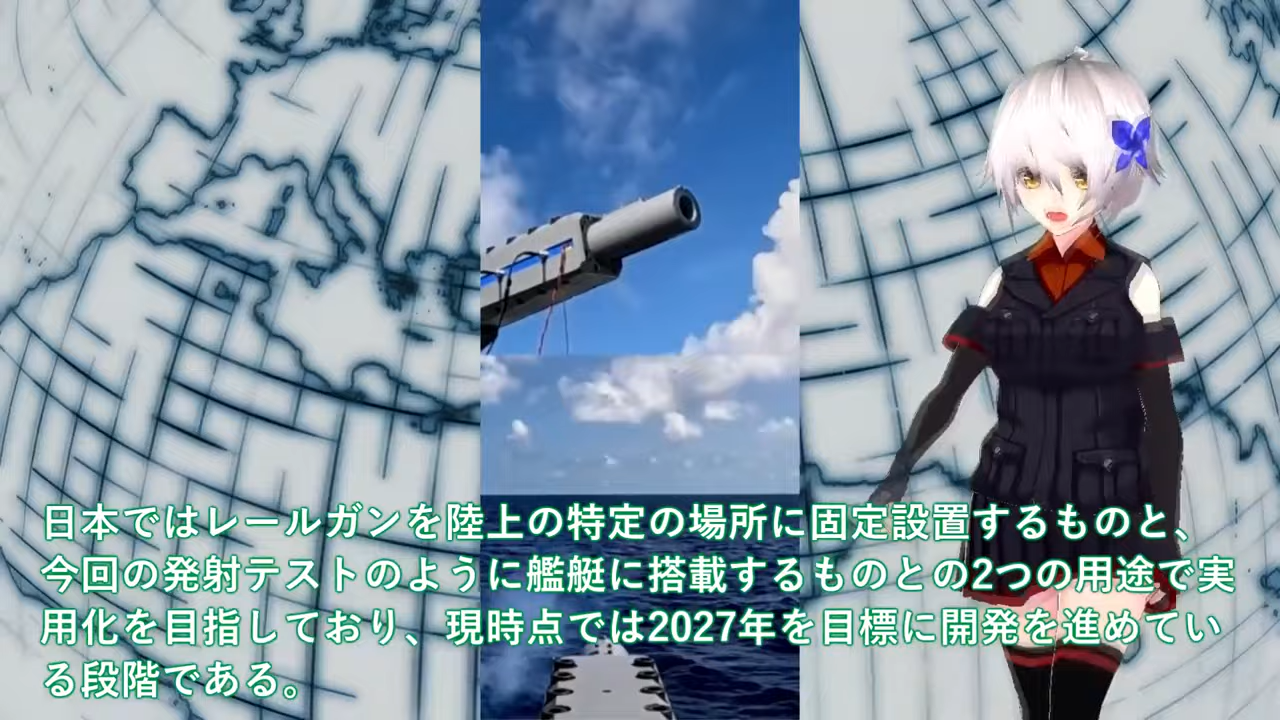 日本ではレールガンを陸上の特定の場所に固定設置するものと、
今回の発射テストのように艦艇に搭載するものとの2つの用途で実
用化を目指しており、現時点では2027年を目標に開発を進めてい
る段階である。